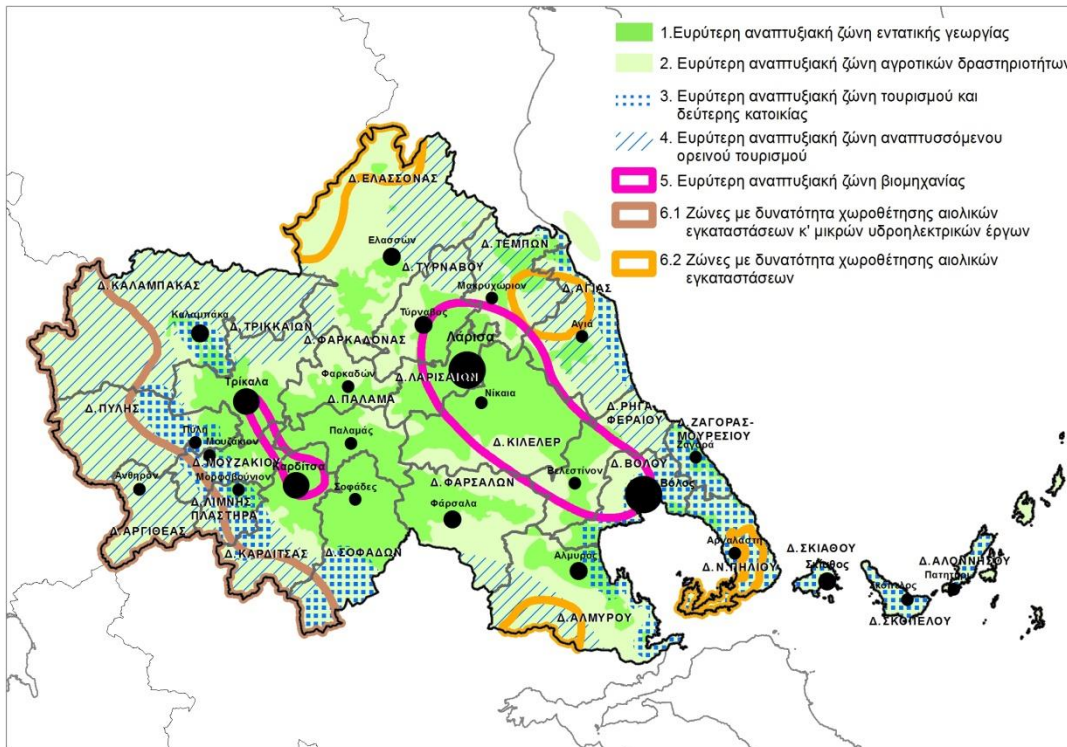 1.Ευρύτερη αναπτυξιακή ζώνη εντατικής γεωργίας
2. Ευρύτερη αναπτυξιακή ζώνη αγροτικών δραστηριοτήτων
3. Ευρύτερη αναπτυξιακή ζώνη τουρισμού και
δεύτερης κατοικίας
4. Ευρύτερη αναπτυξιακή ζώνη αναπτυσσόμενου
ορεινού τουρισμού
5. Ευρύτερη αναπτυξιακή ζώνη βιομηχανίας
6.1 Ζώνες με δυνατότητα χωροθέτησης αιολικών
εγκαταστάσεων κ' μικρών υδροηλεκτρικών έργων
6.2 Ζώνες με δυνατότητα χωροθέτησης αιολικών
εγκαταστάσεων
Δ.ΕΛΑΣΣΟΝΑΣ
Ελασσών
Δ.ΤΕΜΠΩΝ
Δ.ΤΥΡΝΑΒΟΥ
Μακρυχώριον
Δ.ΚΑΛΑΜΠΑΚΑΣ
Δ.ΑΓΙΑΣ
Καλαμπάκα
Τύρναβος
Δ.ΤΡΙΚΚΑΙΩΝ
Αγιά
Δ.ΦΑΡΚΑΔΟΝΑΣ
Λάρισα
Φαρκαδών
Δ.ΛΑΡΙΣΑΙΩΝ
Τρίκαλα
Δ.ΠΑΛΑΜΑ
Νίκαια
Δ.ΠΥΛΗΣ
Δ.ΡΗΓΑ
ΦΕΡΑΙΟΥ
Δ.ΖΑΓΟΡΑΣ-
ΜΟΥΡΕΣΙΟΥ
Πύλη
Μουζάκιον
Παλαμάς
Δ.ΚΙΛΕΛΕΡ
Ζαγορά
Δ.ΜΟΥΖΑΚΙΟΥ
Καρδίτσα
Δ.ΒΟΛΟΥ
Ανθηρόν
Μορφοβούνιον
Δ.ΦΑΡΣΑΛΩΝ
Βελεστίνον
Βόλος
Σοφάδες
Δ.ΛΙΜΝΗΣ
ΠΛΑΣΤΗΡΑ
Φάρσαλα
Δ.ΑΡΓΙΘΕΑΣ
Δ.ΚΑΡΔΙΤΣΑΣ
Δ.ΣΟΦΑΔΩΝ
Αλμυρός
Αργαλαστή
Δ.Ν.ΠΗΛΙΟΥ
Δ.ΣΚΙΑΘΟΥ
Σκίαθος
Δ.ΑΛΟΝΝΗΣΟΥ
Σκόπελος
Δ.ΑΛΜΥΡΟΥ
Δ.ΣΚΟΠΕΛΟΥ